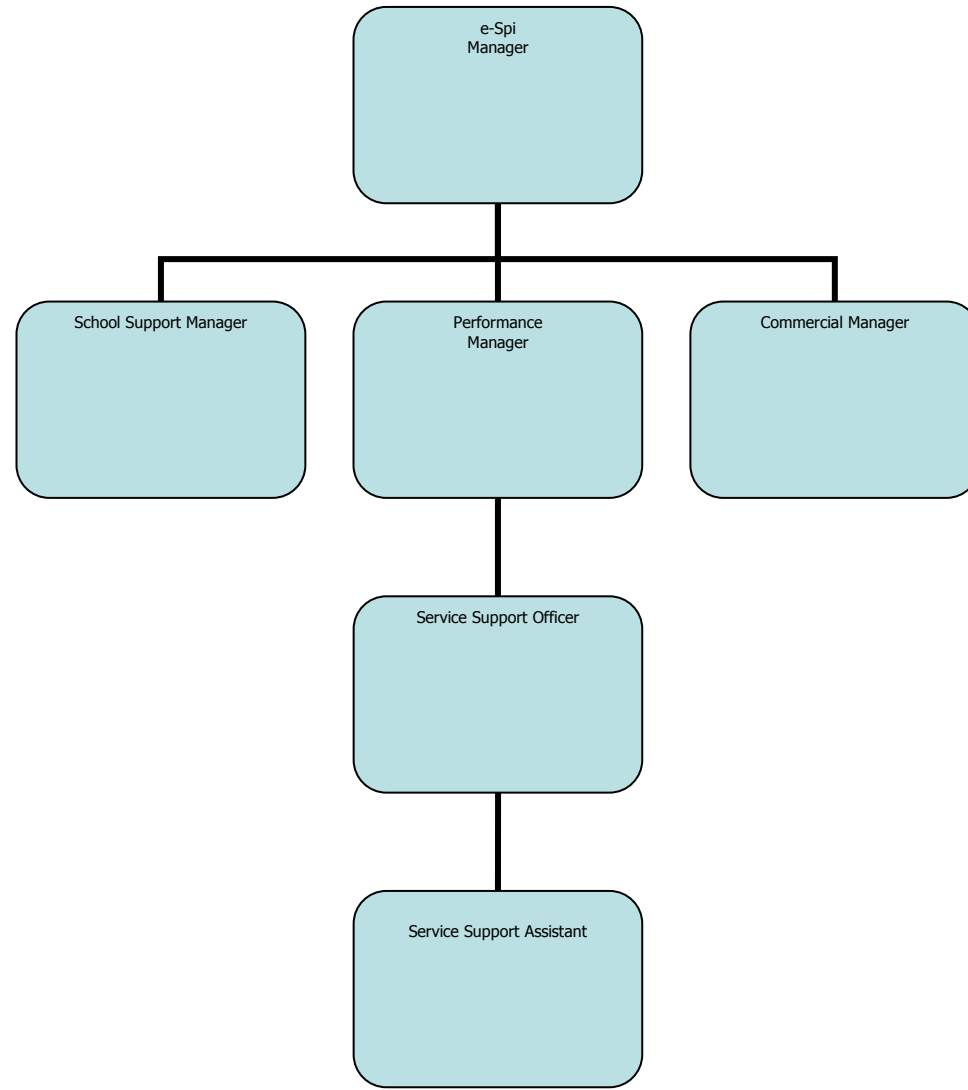 e-Spi
Manager
School Support Manager
Performance
Manager
Commercial Manager
Service Support Officer
Service Support Assistant